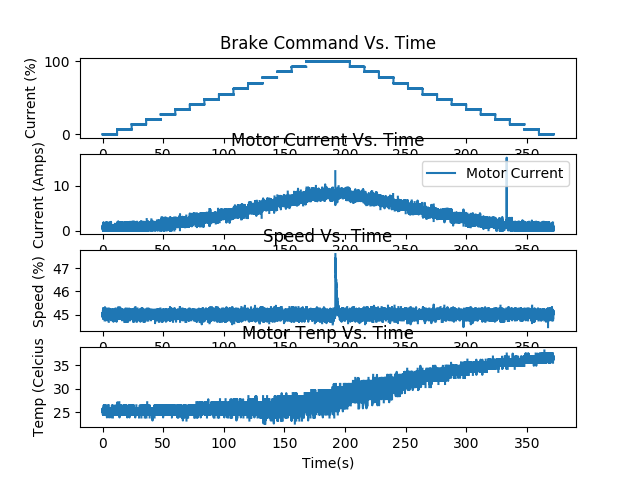 Brake Command Vs. Time
Current (%)
100
0
0 50 100 150 200 250 300 350
Motor Current Vs. Time
Current (Amps)
10
0
Motor Current
0 50 100 150 200 250 300 350
Speed Vs. Time
Speed (%)
47
46
45
0 50 100 150 200 250 300 350
Motor Tenp Vs. Time
Temp (Celcius
35
30
25
0 50 100 150 200 250 300 350
Time(s)